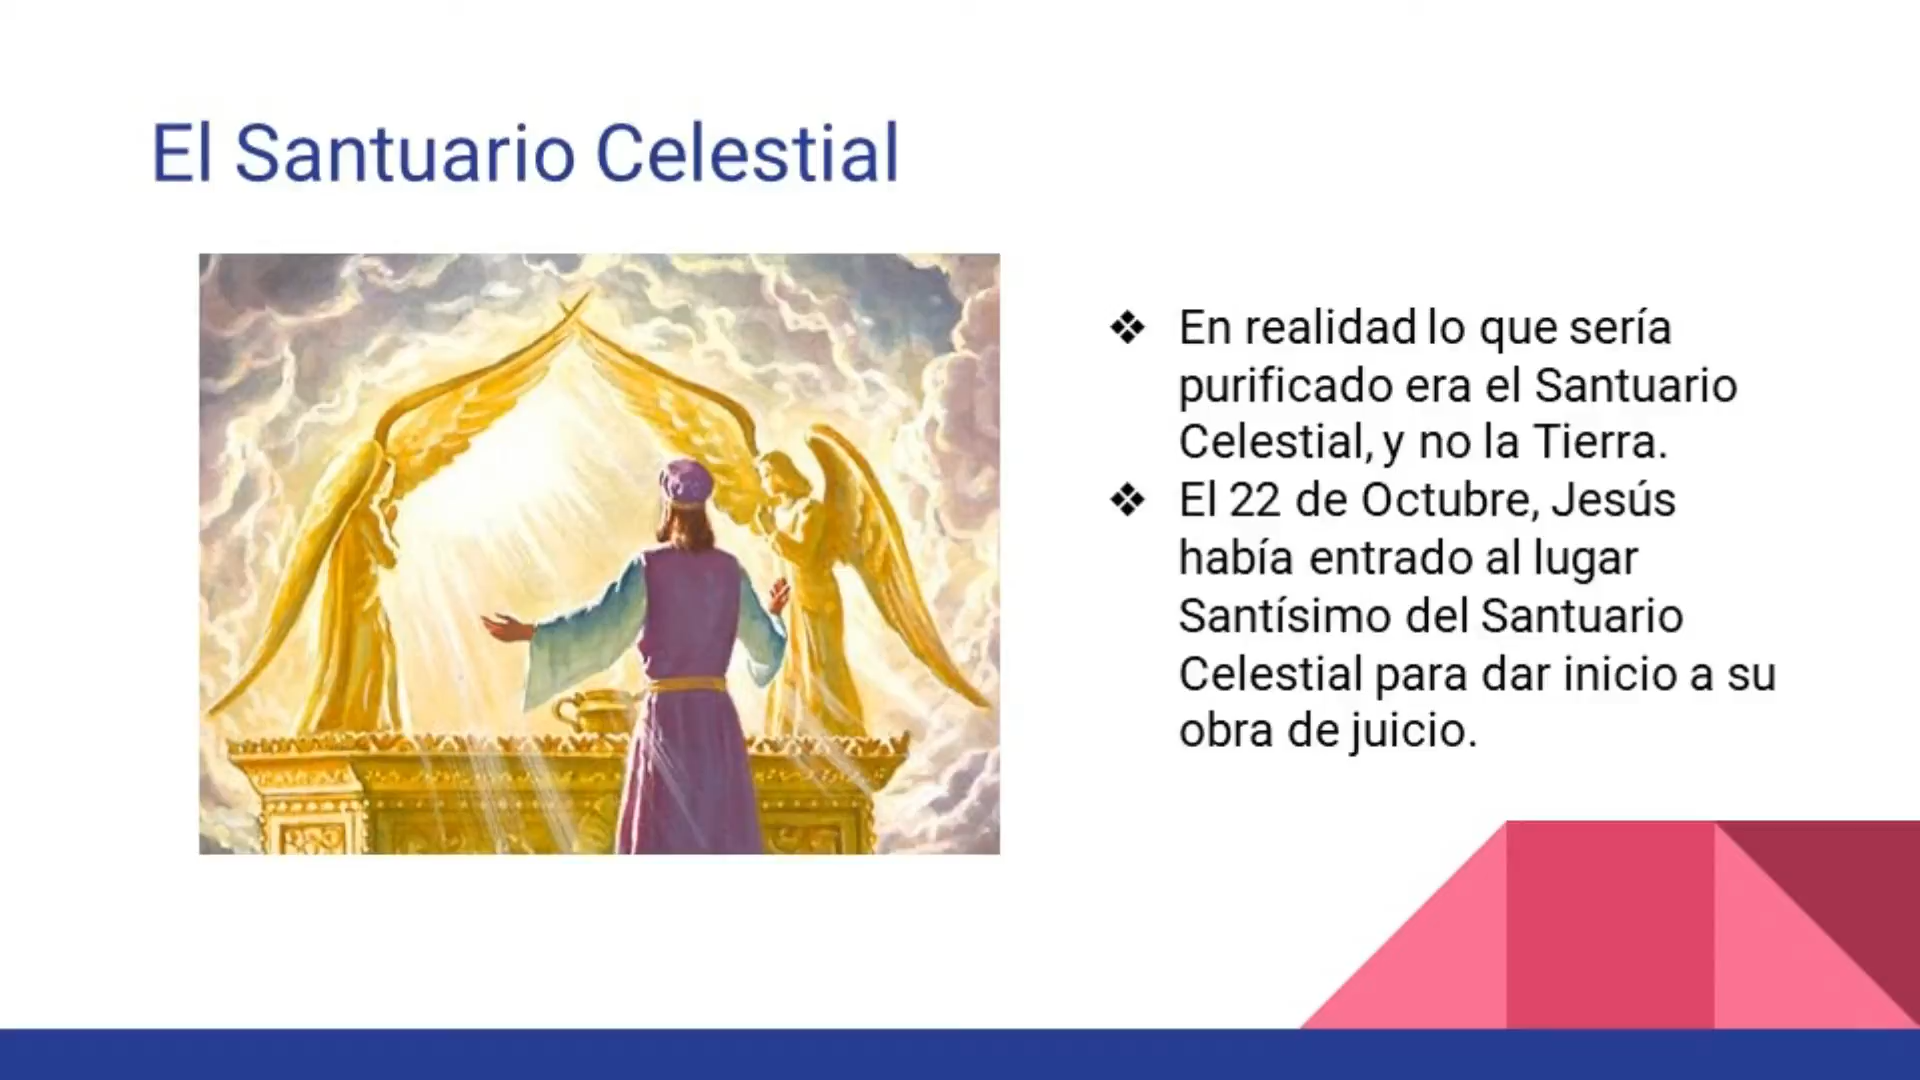 El Santuario Celestial
❖ En realidad lo que sería
purificado era el Santuario
Celestial, y no la Tierra.
❖ El 22 de Octubre, Jesús
había entrado al lugar
Santísimo del Santuario
Celestial para dar inicio a su
obra de juicio.